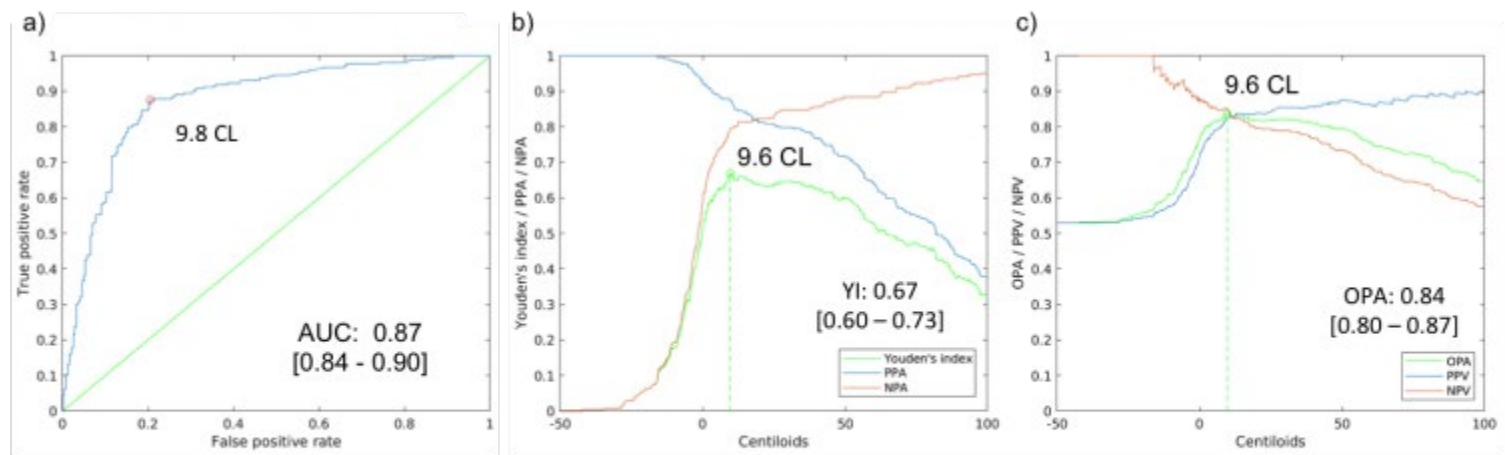 a)
1
0.9
0.8
0.7
0.6
0.5
0.4
0.3
0.2
0.1
0
True positive rate
9.8 CL
AUC: 0.87
[0.84 - 0.90]
0
0.2
0.4
0.6
0.8
1
False positive rate
b)
1
0.9
0.8
0.7
0.6
0.5
0.4
0.3
0.2
0.1
0
Youden's index / PPA / NPA
9.6 CL
YI: 0.67
[0.60 – 0.73]
Youden's index
PPA
NPA
-50
0
50
100
Centiloids
c)
1
0.9
0.8
0.7
0.6
0.5
0.4
0.3
0.2
0.1
0
OPA / PPV / NPV
9.6 CL
OPA: 0.84
[0.80 – 0.87]
OPA
PPV
NPV
-50
0
50
100
Centiloids